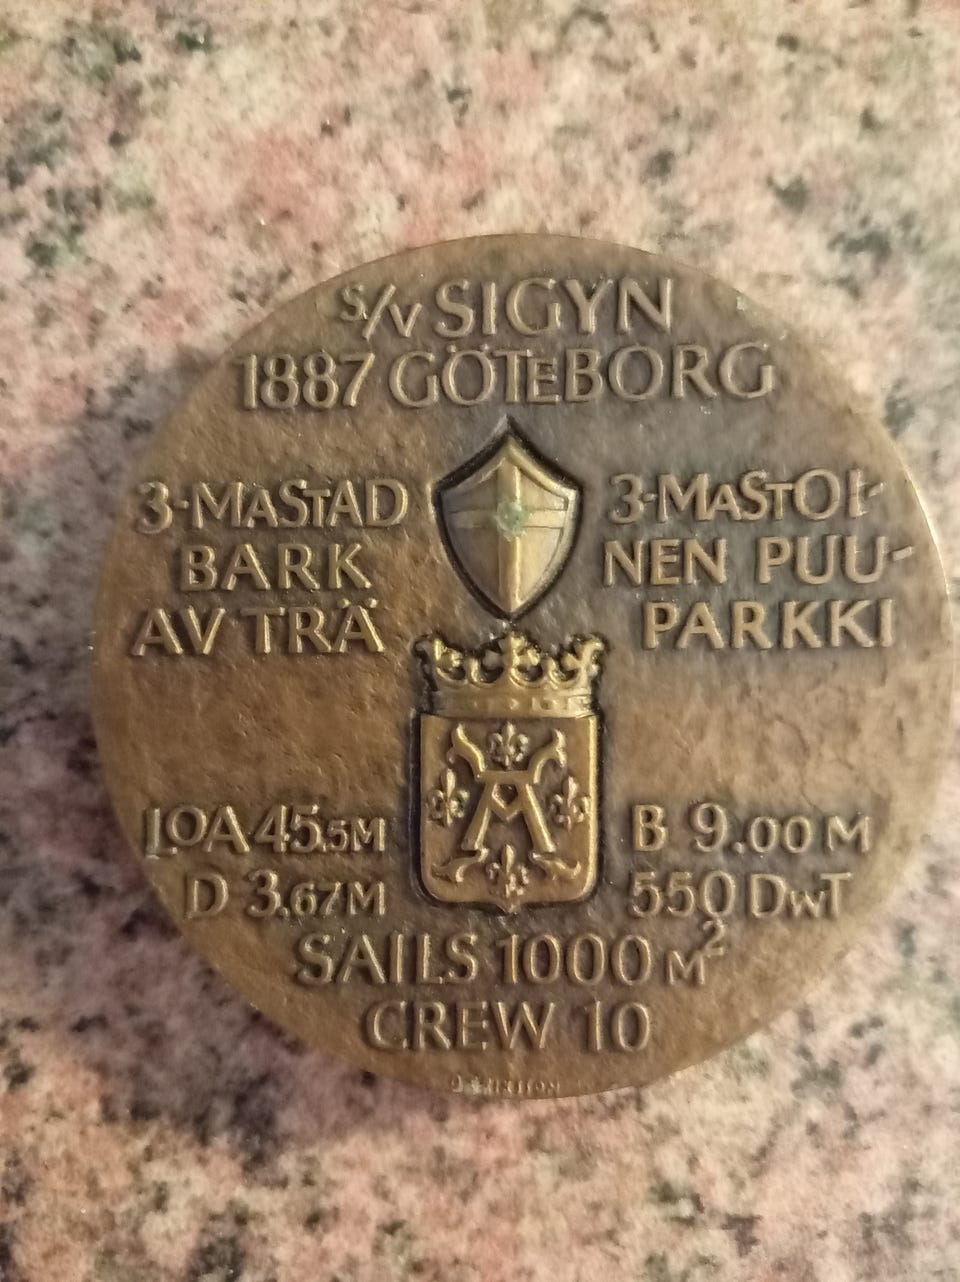 S/V SIGYN
1887 GÖTEBORG
3-MASTAD
BARK
AV TRÄ
3-MASTOI-
NEN PUU-
PARKKI
A
LOA 45.5M
D 3.67M
B 9.00 M
550 DWT
SAILS 1000 M²
CREW 10